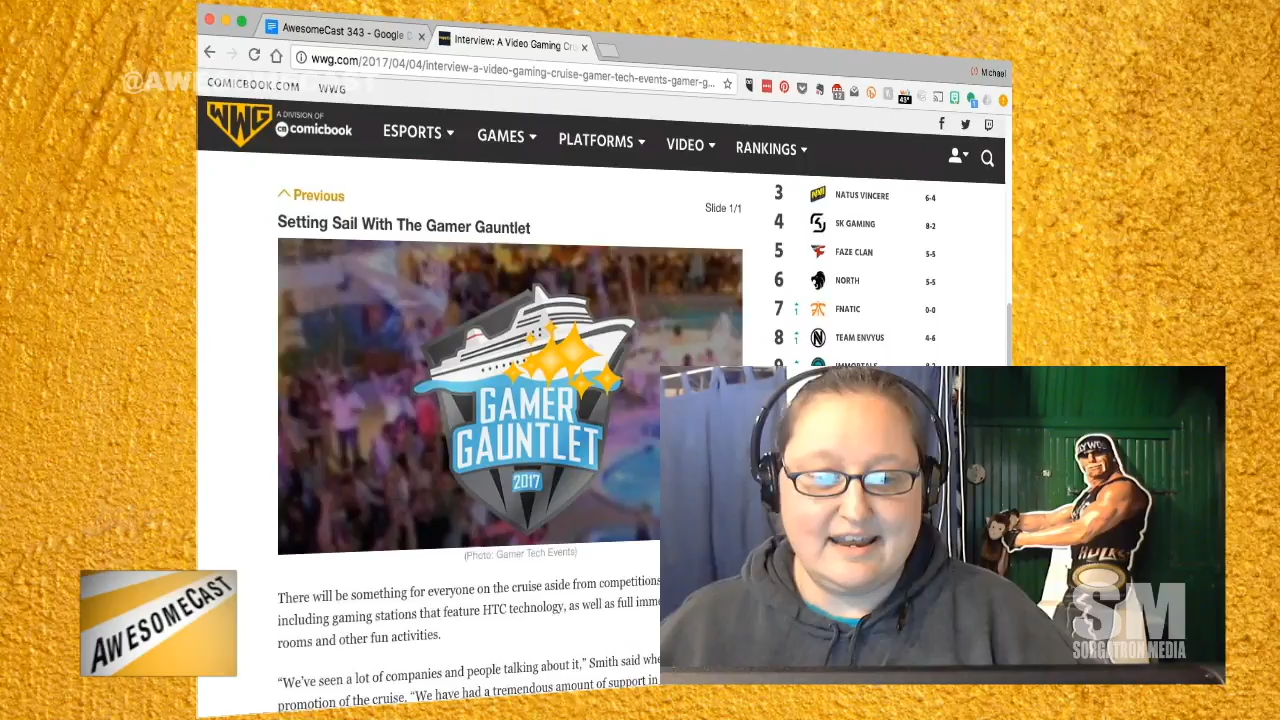 AwesomeCast 343 - Google D
Interview: A Video Gaming Cru
Michael
www.com/2017/04/04/interview-a-video-gaming-cruise-gamer-tech-events-gamer-g...
COMICBOOK.COM WWG
WWG
A DIVISION OF
CB comicbook
ESPORTS GAMES PLATFORMS VIDEO RANKINGS
Previous
Slide 1/1
Setting Sail With The Gamer Gauntlet
GAMER
GAUNTLET
2017
(Photo: Gamer Tech Events)
There will be something for everyone on the cruise aside from competitions
including gaming stations that feature HTC technology, as well as full imme
rooms and other fun activities.
“We’ve seen a lot of companies and people talking about it,” Smith said whe
promotion of the cruise. “We have had a tremendous amount of support in
3 NATUS VINCERE 6-4
4 SK GAMING 8-2
5 FAZE CLAN 5-5
6 NORTH 5-5
7 FNATIC 0-0
8 TEAM ENVYUS 4-6
IMMORTALS
AWESOMECAST
HULK
SM
SORGATRON MEDIA